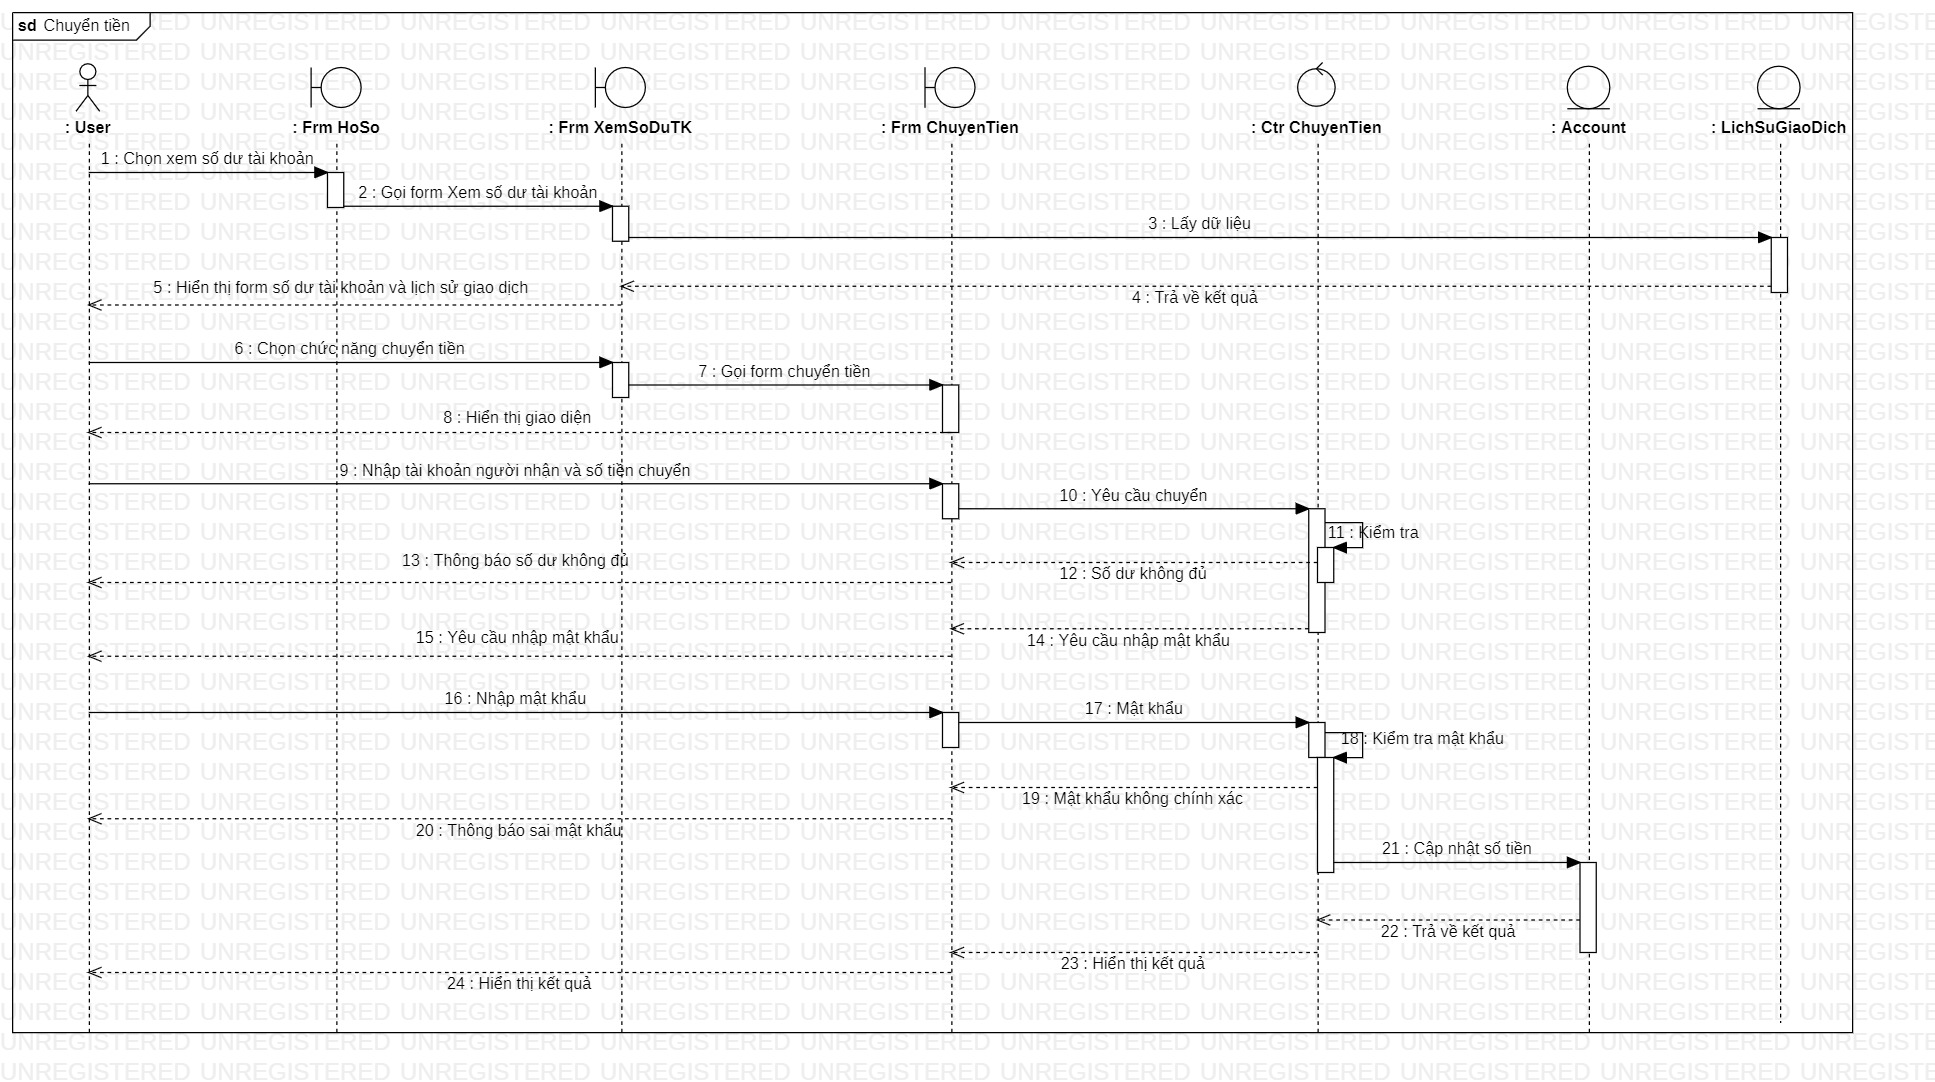 sd Chuyển tiền
: User
: Frm HoSo
: Frm XemSoDuTK
: Frm ChuyenTien
: Ctr ChuyenTien
: Account
: LichSuGiaoDich
1 : Chọn xem số dư tài khoản
2 : Gọi form Xem số dư tài khoản
3 : Lấy dữ liệu
4 : Trả về kết quả
5 : Hiển thị form số dư tài khoản và lịch sử giao dịch
6 : Chọn chức năng chuyển tiền
7 : Gọi form chuyển tiền
8 : Hiển thị giao diện
9 : Nhập tài khoản người nhận và số tiền chuyển
10 : Yêu cầu chuyển
11 : Kiểm tra
12 : Số dư không đủ
13 : Thông báo số dư không đủ
14 : Yêu cầu nhập mật khẩu
15 : Yêu cầu nhập mật khẩu
16 : Nhập mật khẩu
17 : Mật khẩu
18 : Kiểm tra mật khẩu
19 : Mật khẩu không chính xác
20 : Thông báo sai mật khẩu
21 : Cập nhật số tiền
22 : Trả về kết quả
23 : Hiển thị kết quả
24 : Hiển thị kết quả
UNREGISTERED